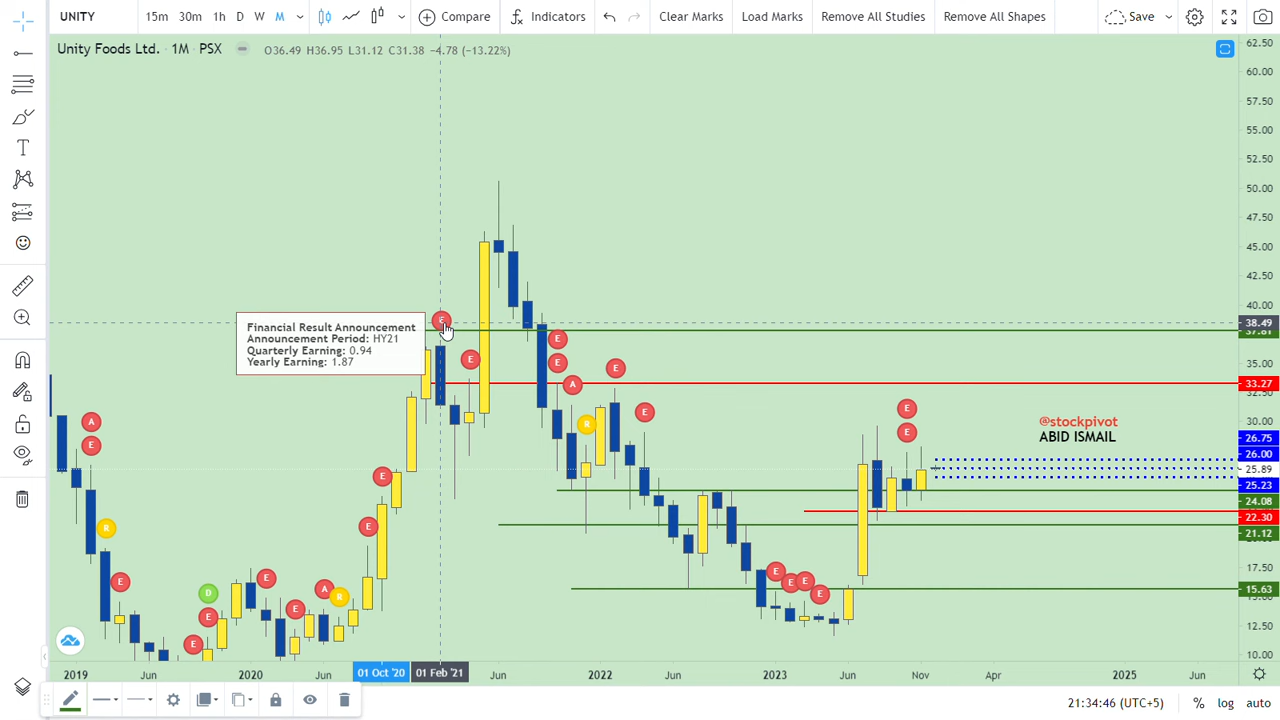 UNITY 15m 30m 1h D W M Compare Indicators Clear Marks Load Marks Remove All Studies Remove All Shapes Save
Unity Foods Ltd. · 1M · PSX O36.49 H36.95 L31.12 C31.38 −4.78 (−13.22%)
62.50
60.00
57.50
55.00
52.50
50.00
47.50
45.00
42.50
40.00
38.49
37.81
35.00
33.27
32.50
30.00
26.75
26.00
25.89
25.23
24.08
22.30
21.12
17.50
15.63
12.50
10.00
Financial Result Announcement
Announcement Period: HY21
Quarterly Earning: 0.94
Yearly Earning: 1.87
E
E
E
E
A
E
R
E
E
E
@stockpivot
ABID ISMAIL
A
E
R
E
D
E
E
E
E
A
R
E
E
E
E
E
E
E
2019 Jun 2020 Jun 01 Oct '20 01 Feb '21 Jun 2022 Jun 2023 Jun Nov Apr 2025 Jun
21:34:46 (UTC+5) % log auto